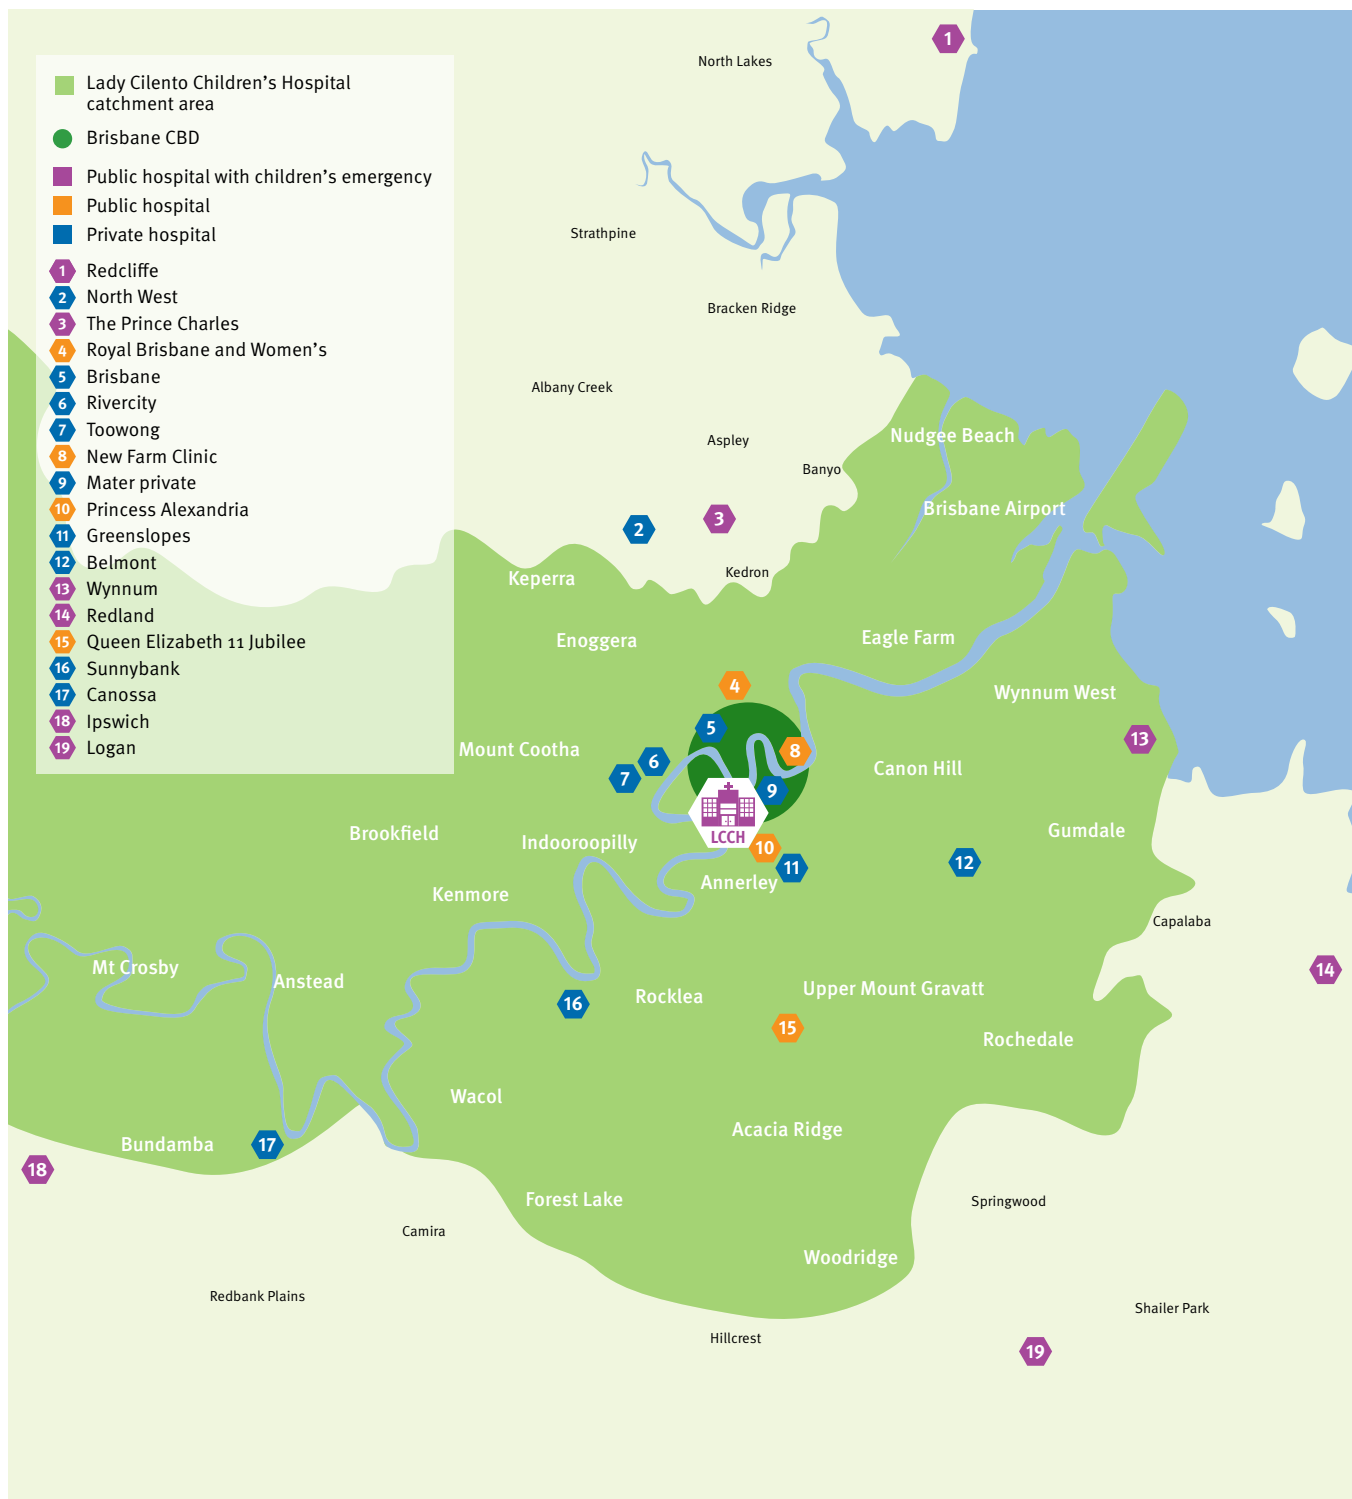 Lady Cilento Children's Hospital
catchment area
Brisbane CBD
Public hospital with children's emergency
Public hospital
Private hospital
1 Redcliffe
2 North West
3 The Prince Charles
4 Royal Brisbane and Women's
5 Brisbane
6 Rivercity
7 Toowong
8 New Farm Clinic
9 Mater private
10 Princess Alexandria
11 Greenslopes
12 Belmont
13 Wynnum
14 Redland
15 Queen Elizabeth 11 Jubilee
16 Sunnybank
17 Canossa
18 Ipswich
19 Logan
1
North Lakes
Strathpine
Bracken Ridge
Albany Creek
Nudgee Beach
Aspley
Banyo
Brisbane Airport
3
2
Kedron
Keperra
Eagle Farm
Enoggera
4
Wynnum West
5
13
Mount Cootha
8
6
Canon Hill
7
9
LCCH
Gumdale
Brookfield
Indooroopilly
10
12
11
Annerley
Kenmore
Capalaba
Mt Crosby
14
Anstead
Upper Mount Gravatt
Rocklea
16
15
Rochedale
Wacol
Acacia Ridge
Bundamba
17
18
Forest Lake
Springwood
Camira
Woodridge
Redbank Plains
Shailer Park
Hillcrest
19